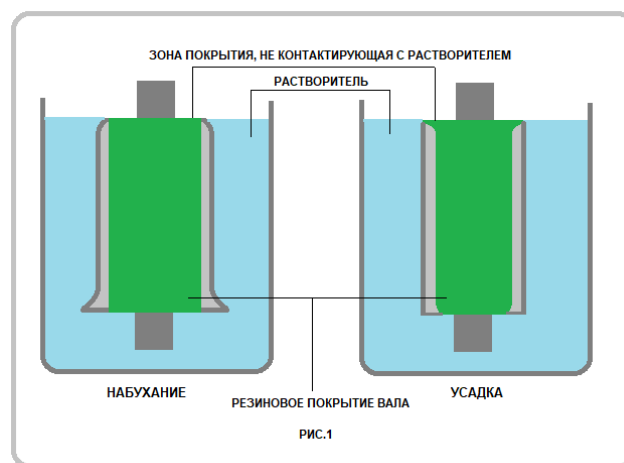 ЗОНА ПОКРЫТИЯ, НЕ КОНТАКТИРУЮЩАЯ С РАСТВОРИТЕЛЕМ
РАСТВОРИТЕЛЬ
НАБУХАНИЕ
УСАДКА
РЕЗИНОВОЕ ПОКРЫТИЕ ВАЛА
РИС.1